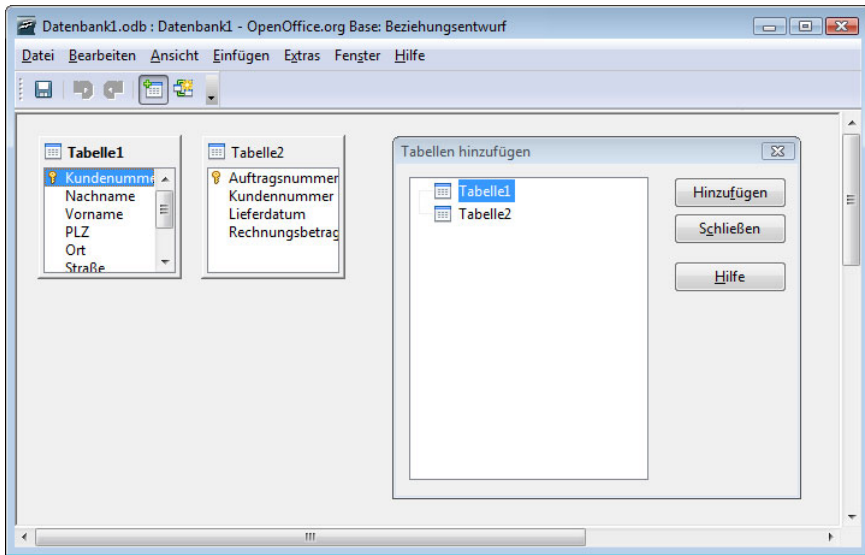 Datenbank1.odb : Datenbank1 - OpenOffice.org Base: Beziehungsentwurf
Datei Bearbeiten Ansicht Einfügen Extras Fenster Hilfe
Tabelle1
Kundenumme
Nachname
Vorname
PLZ
Ort
Straße
Tabelle2
Auftragsnummer
Kundennummer
Lieferdatum
Rechnungsbetrag
Tabellen hinzufügen
Tabelle1
Tabelle2
Hinzufügen
Schließen
Hilfe